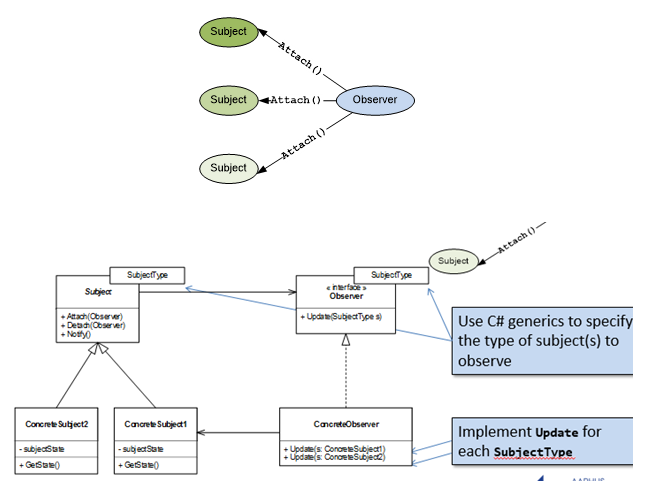 Subject
Attach()
Subject
Attach()
Observer
Attach()
Subject
Attach()
Subject
SubjectType
Subject
+ Attach(Observer)
+ Detach(Observer)
+ Notify()
SubjectType
« interface »
Observer
+ Update(SubjectType s)
Use C# generics to specify
the type of subject(s) to
observe
ConcreteSubject2
- subjectState
+ GetState()
ConcreteSubject1
- subjectState
+ GetState()
ConcreteObserver
+ Update(s: ConcreteSubject1)
+ Update(s: ConcreteSubject2)
Implement Update for
each SubjectType